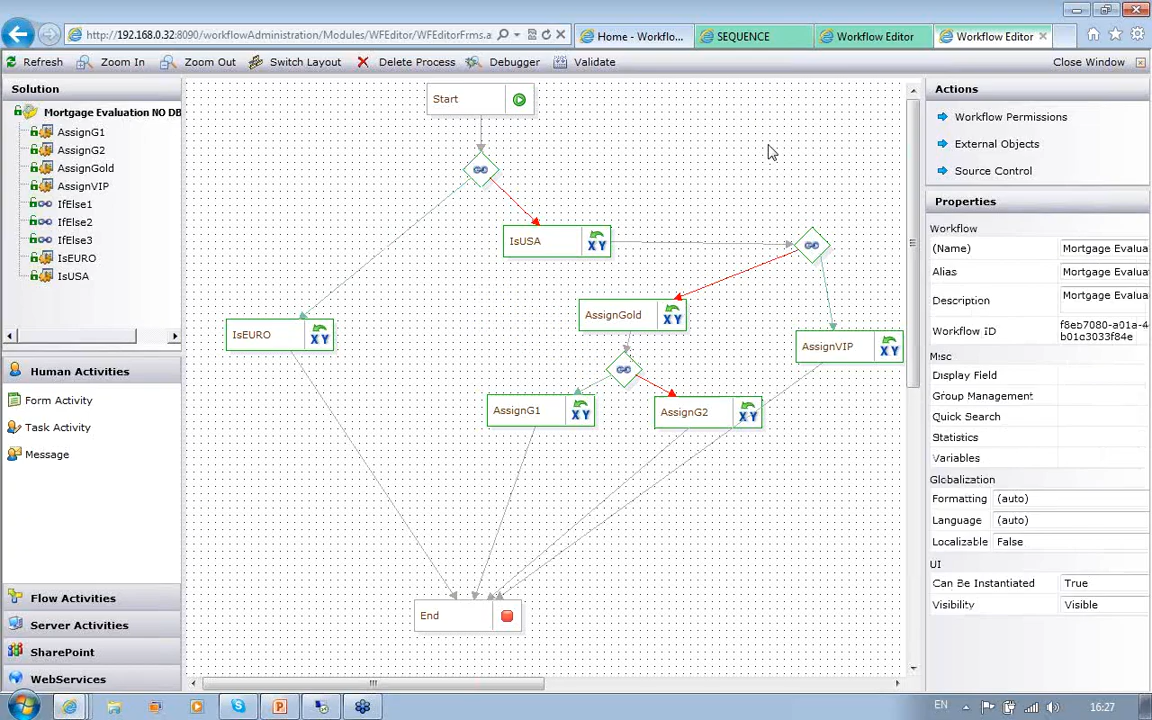 http://192.168.0.32:8090/workflowAdministration/Modules/WFEditor/WFEditorFrms.a
Home - Workflo...
SEQUENCE
Workflow Editor
Workflow Editor
Refresh
Zoom In
Zoom Out
Switch Layout
Delete Process
Debugger
Validate
Close Window
Solution
Mortgage Evaluation NO DB
AssignG1
AssignG2
AssignGold
AssignVIP
IfElse1
IfElse2
IfElse3
IsEURO
IsUSA
Human Activities
Form Activity
Task Activity
Message
Flow Activities
Server Activities
SharePoint
WebServices
Start
IsUSA
X Y
AssignGold
X Y
IsEURO
X Y
AssignVIP
X Y
AssignG1
X Y
AssignG2
X Y
End
Actions
Workflow Permissions
External Objects
Source Control
Properties
Workflow
(Name) Mortgage Evalua
Alias Mortgage Evalua
Description Mortgage Evalua
Workflow ID f8eb7080-a01a-4
b01c3033f84e
Misc
Display Field
Group Management
Quick Search
Statistics
Variables
Globalization
Formatting (auto)
Language (auto)
Localizable False
UI
Can Be Instantiated True
Visibility Visible
EN
16:27